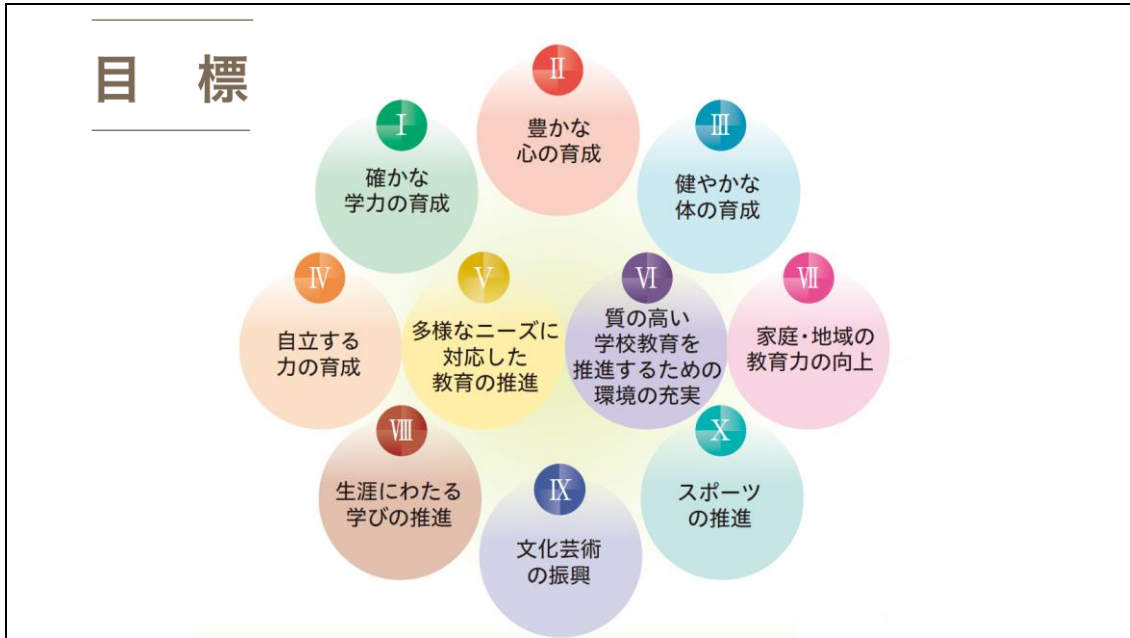 目 標
Ⅰ
確かな
学力の育成
Ⅱ
豊かな
心の育成
Ⅲ
健やかな
体の育成
Ⅳ
自立する
力の育成
Ⅴ
多様なニーズに
対応した
教育の推進
Ⅵ
質の高い
学校教育を
推進するための
環境の充実
Ⅶ
家庭・地域の
教育力の向上
Ⅷ
生涯にわたる
学びの推進
Ⅸ
文化芸術
の振興
Ⅹ
スポーツ
の推進